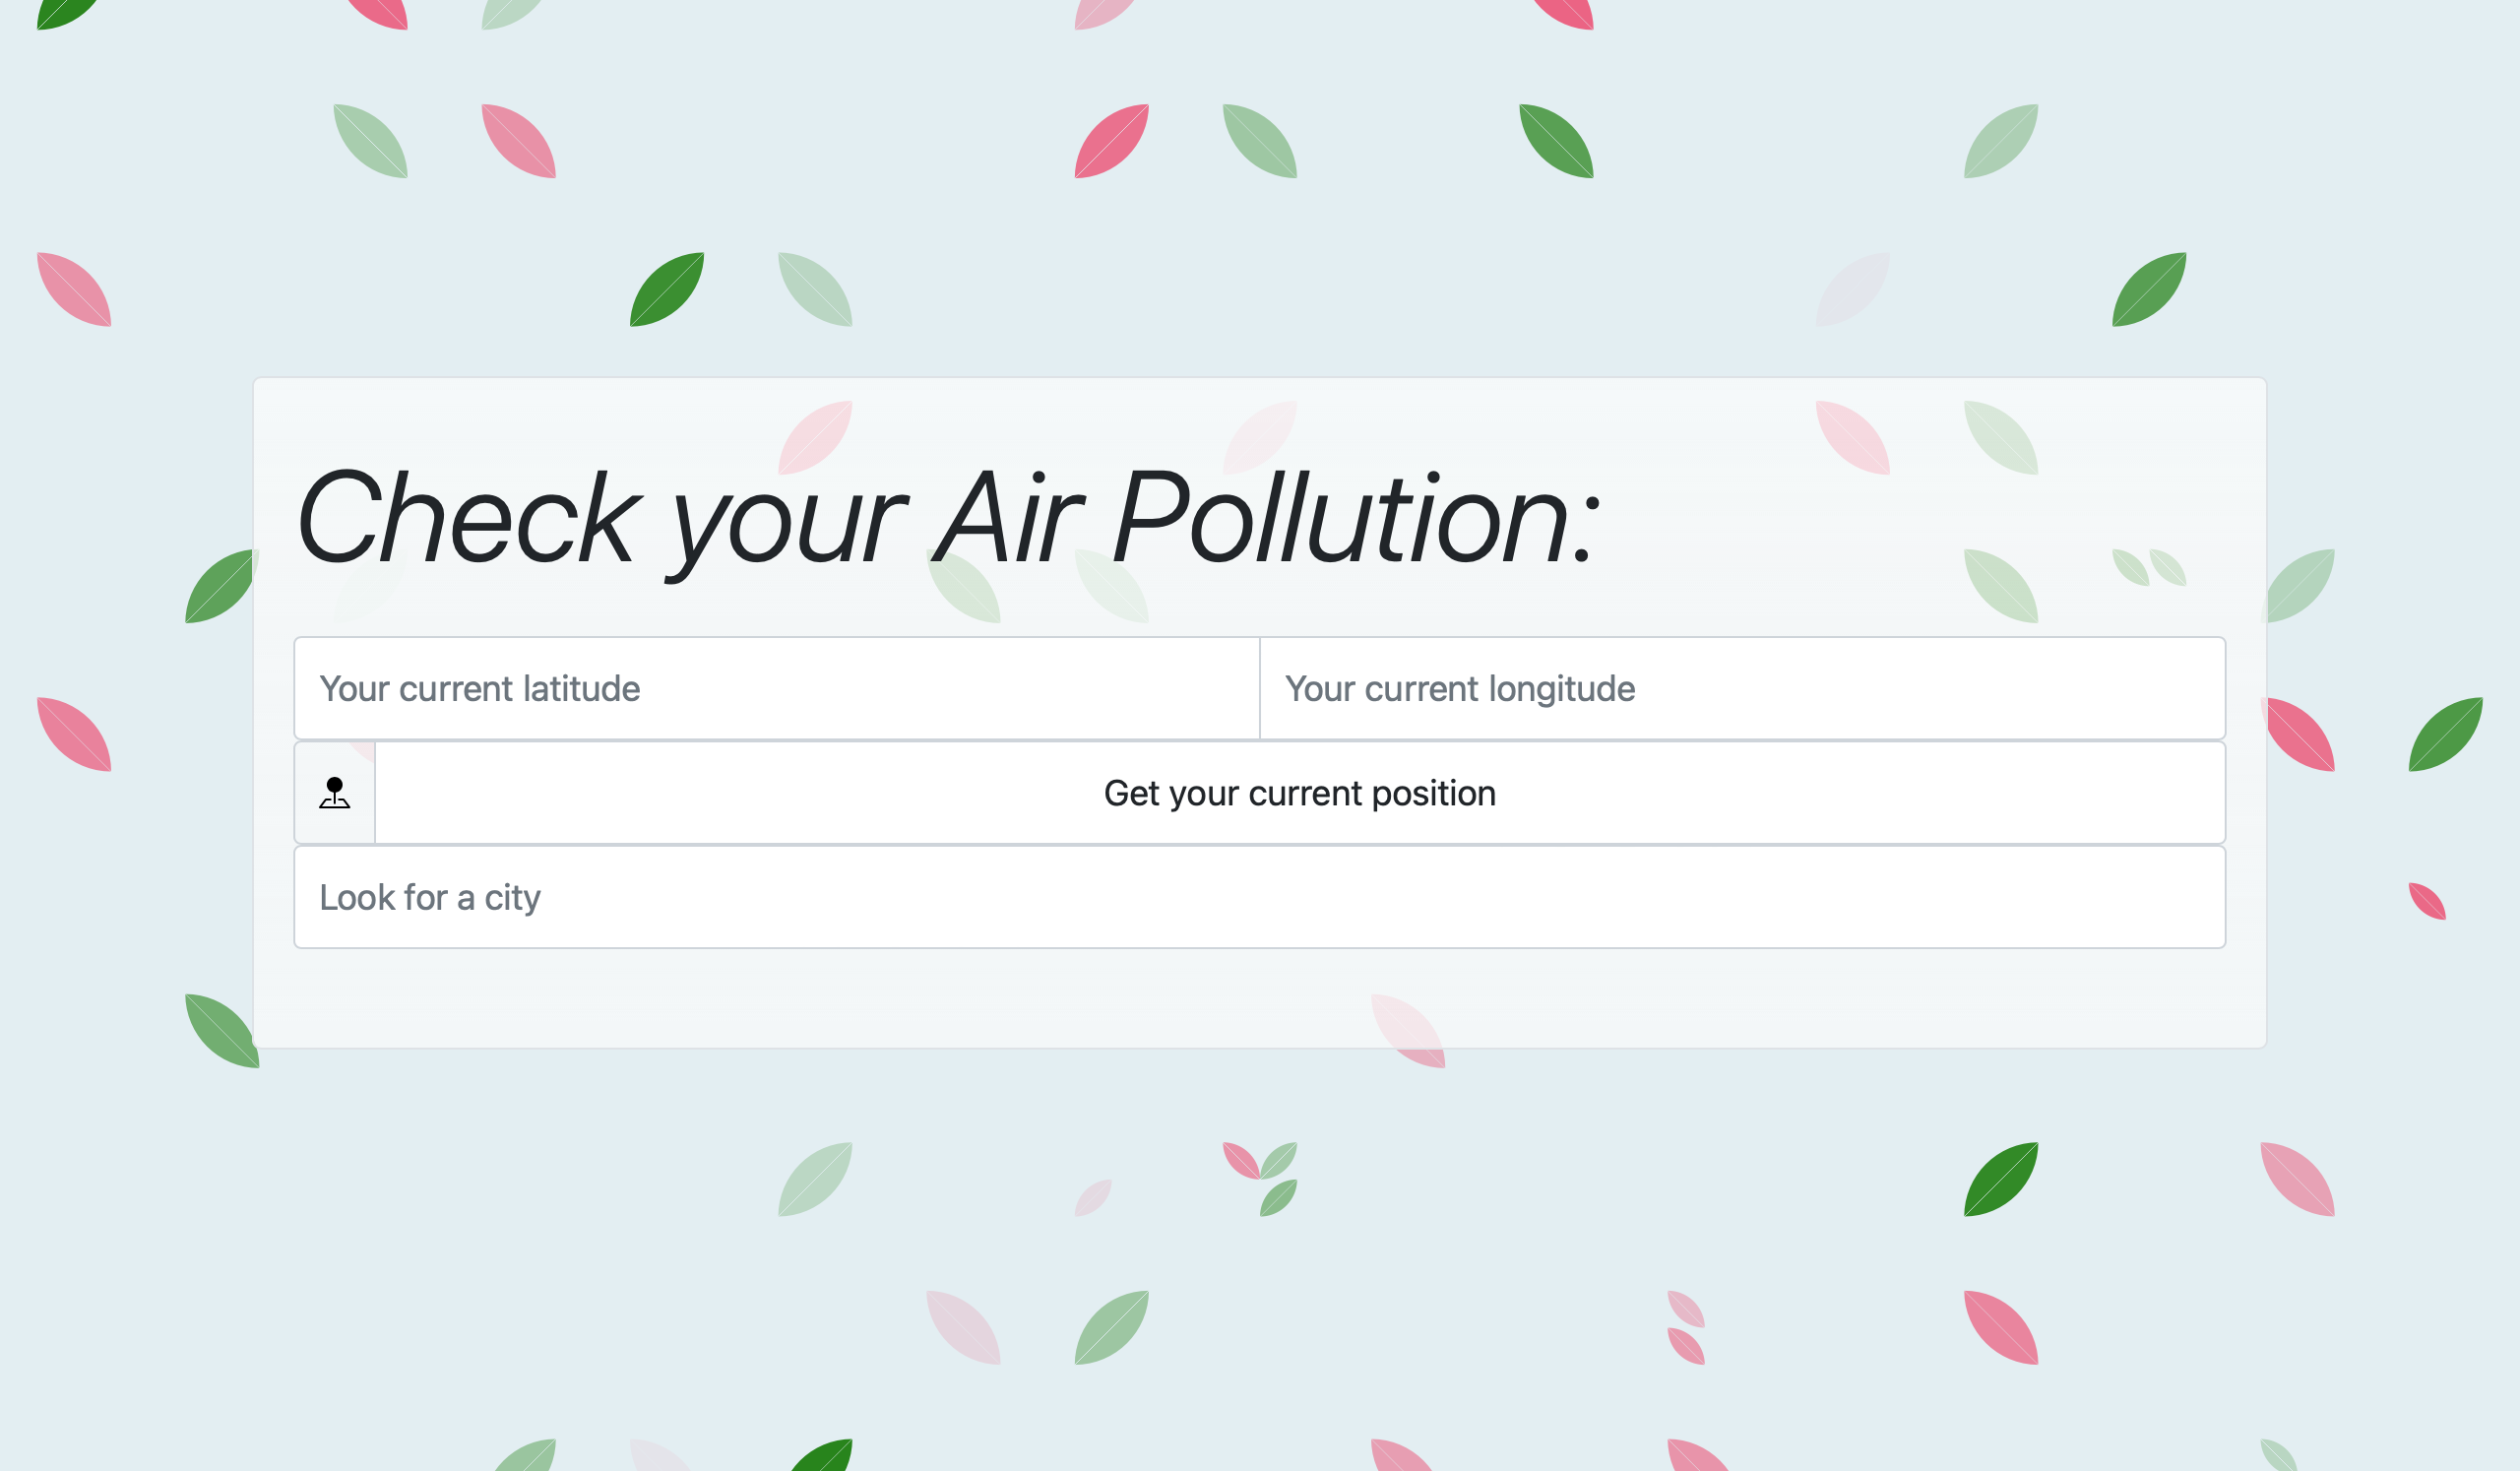 Check your Air Pollution:
Your current latitude
Your current longitude
Get your current position
Look for a city